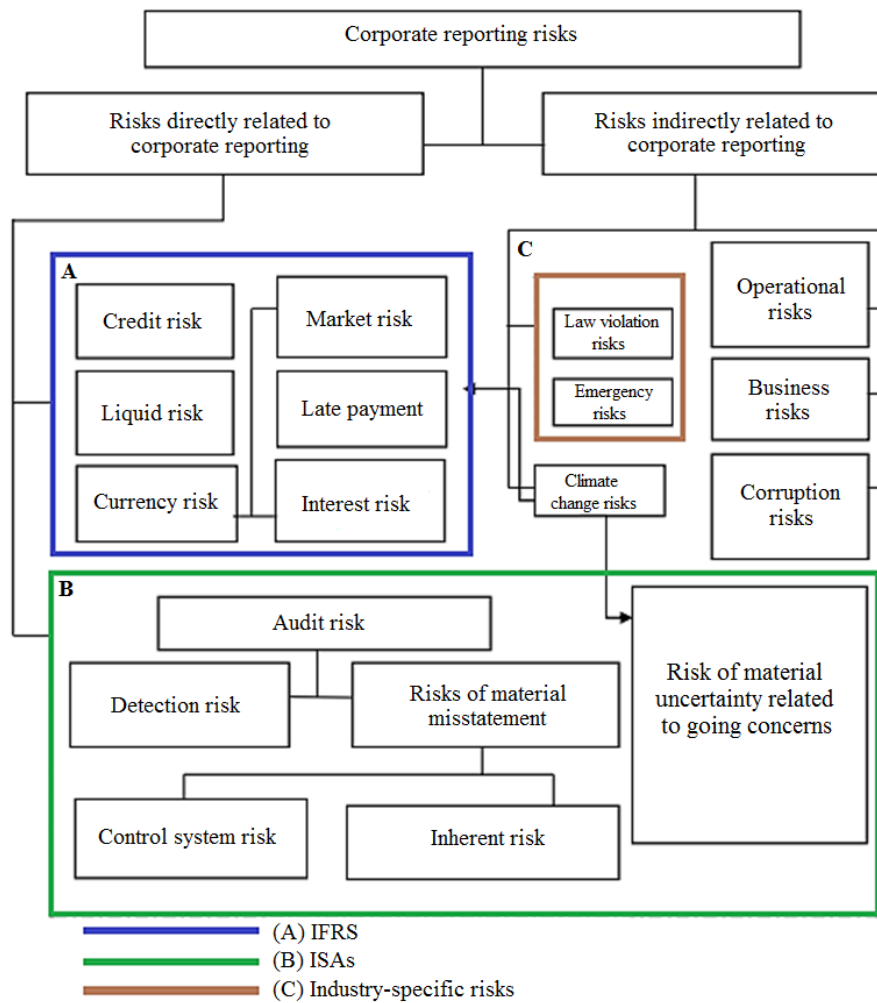 Corporate reporting risks
Risks directly related to
corporate reporting
Risks indirectly related to
corporate reporting
A
Credit risk
Market risk
Liquid risk
Late payment
Currency risk
Interest risk
C
Law violation
risks
Emergency
risks
Climate
change risks
Operational
risks
Business
risks
Corruption
risks
B
Audit risk
Detection risk
Risks of material
misstatement
Control system risk
Inherent risk
Risk of material
uncertainty related
to going concerns
(A) IFRS
(B) ISAs
(C) Industry-specific risks